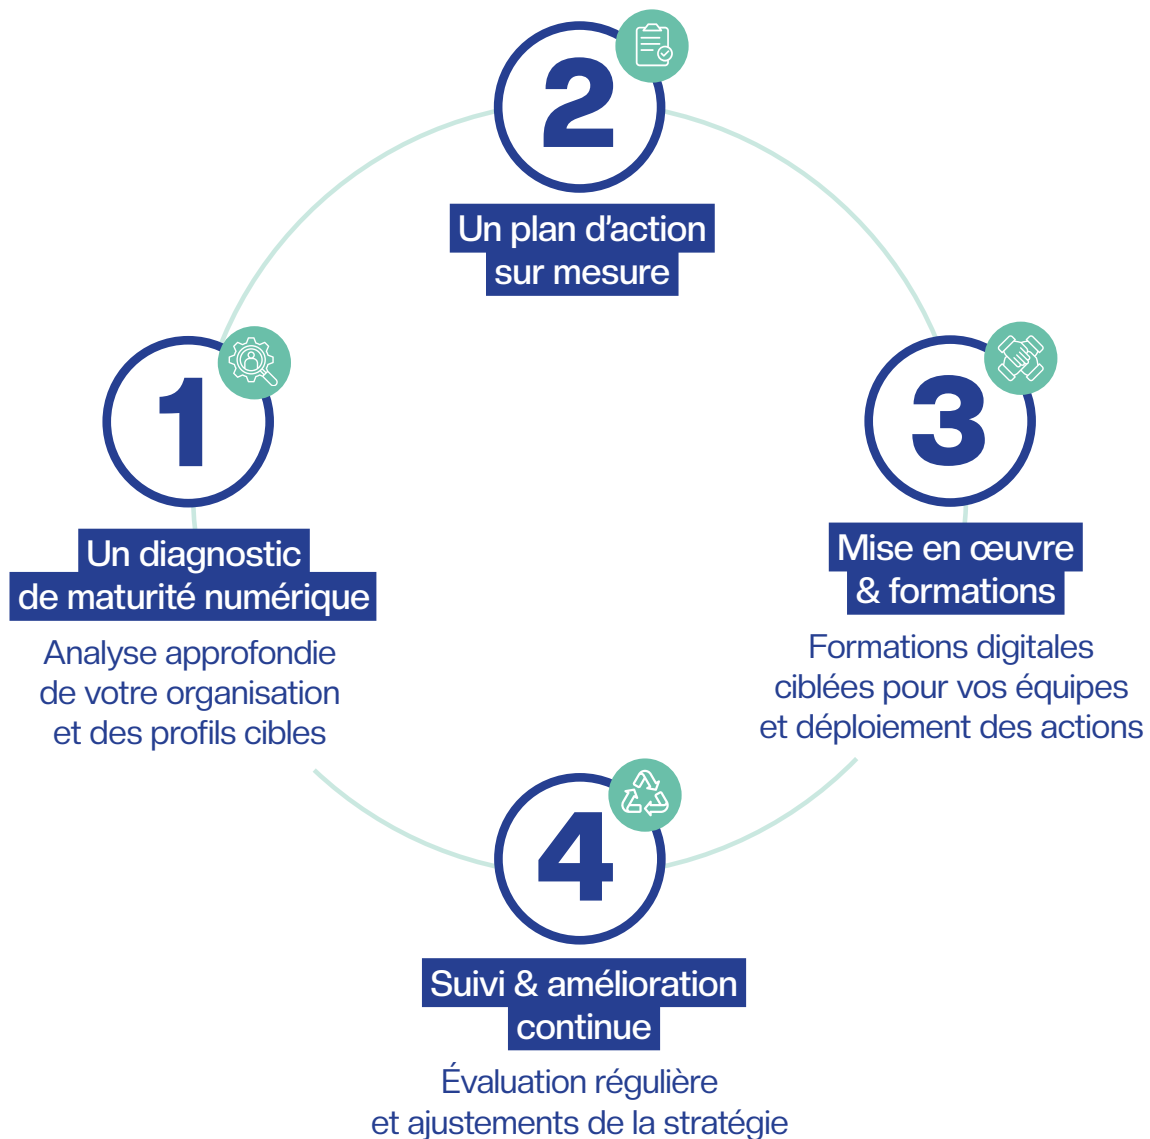 1
Un diagnostic
de maturité numérique
Analyse approfondie
de votre organisation
et des profils cibles
2
Un plan d’action
sur mesure
3
Mise en œuvre
& formations
Formations digitales
ciblées pour vos équipes
et déploiement des actions
4
Suivi & amélioration
continue
Évaluation régulière
et ajustements de la stratégie